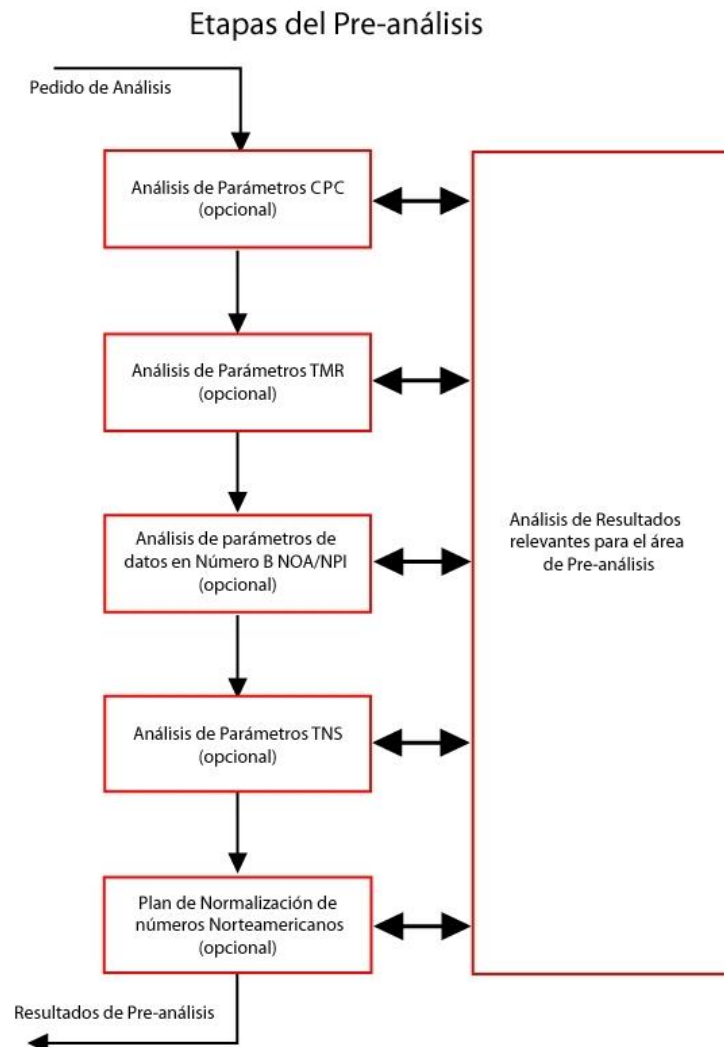 Etapas del Pre-análisis
Pedido de Análisis
Análisis de Parámetros CPC
(opcional)
Análisis de Parámetros TMR
(opcional)
Análisis de parámetros de
datos en Número B NOA/NPI
(opcional)
Análisis de Resultados
relevantes para el área
de Pre-análisis
Análisis de Parámetros TNS
(opcional)
Plan de Normalización de
números Norteamericanos
(opcional)
Resultados de Pre-análisis